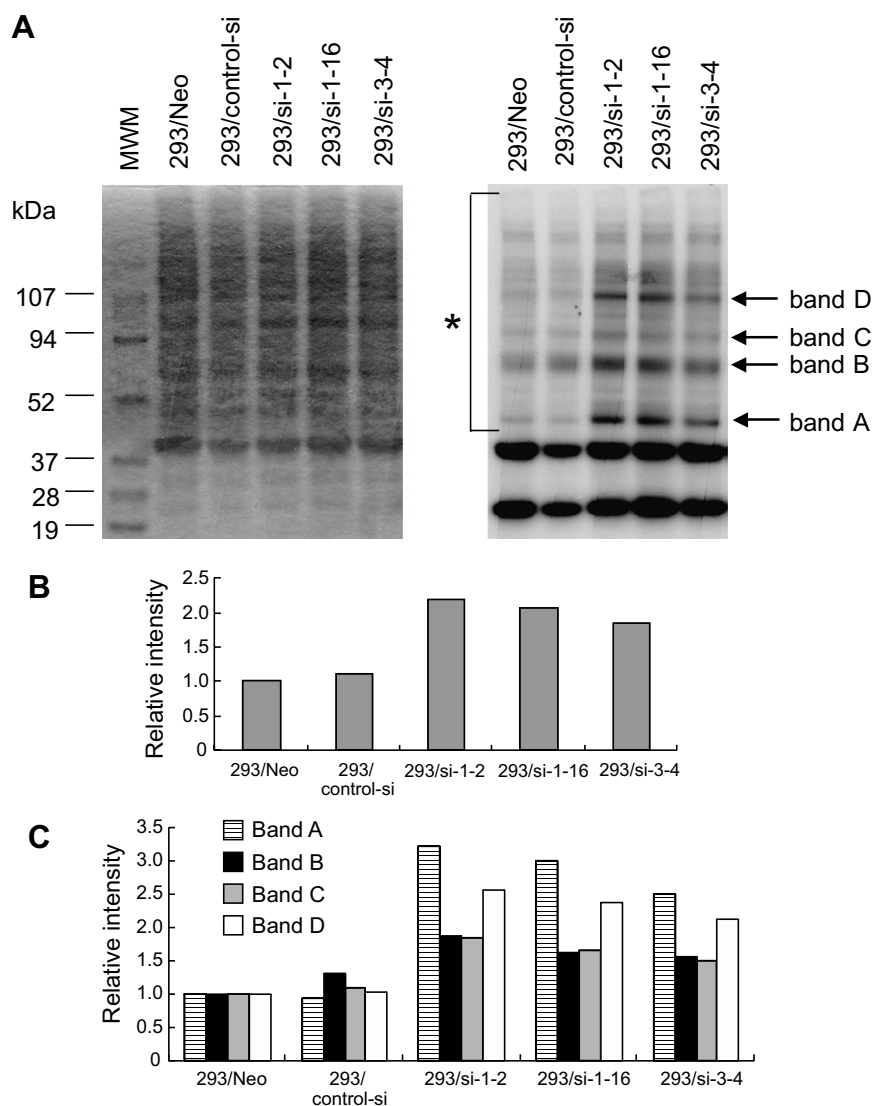 A
MWM
293/Neo
293/control-si
293/si-1-2
293/si-1-16
293/si-3-4
293/Neo
293/control-si
293/si-1-2
293/si-1-16
293/si-3-4
kDa
107
94
52
37
28
19
*
band D
band C
band B
band A
B
Relative intensity
2.5
2.0
1.5
1.0
0.5
0
293/Neo
293/
control-si
293/si-1-2
293/si-1-16
293/si-3-4
C
Relative intensity
3.5
3.0
2.5
2.0
1.5
1.0
0.5
0
Band A
Band B
Band C
Band D
293/Neo
293/
control-si
293/si-1-2
293/si-1-16
293/si-3-4